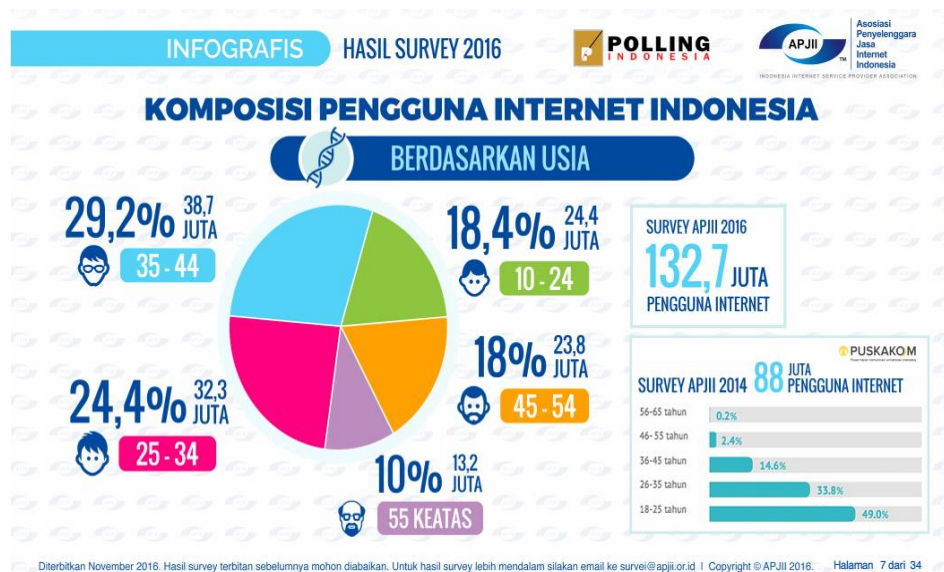 INFOGRAFIS
HASIL SURVEY 2016
POLLING
INDONESIA
APJII
TM
Asosiasi
Penyelenggara
Jasa
Internet
Indonesia
INDONESIA INTERNET SERVICE PROVIDER ASSOCIATION
KOMPOSISI PENGGUNA INTERNET INDONESIA
BERDASARKAN USIA
29,2% 38,7
JUTA
35 - 44
18,4% 24,4
JUTA
10 - 24
24,4% 32,3
JUTA
25 - 34
18% 23,8
JUTA
45 - 54
10% 13,2
JUTA
55 KEATAS
SURVEY APJII 2016
132,7 JUTA
PENGGUNA INTERNET
PUSKAKOM
SURVEY APJII 2014 88 JUTA
PENGGUNA INTERNET
56-65 tahun 0.2%
46-55 tahun 2.4%
36-45 tahun 14.6%
26-35 tahun 33.8%
18-25 tahun 49.0%
Diterbitkan November 2016. Hasil survey terbitan sebelumnya mohon diabaikan. Untuk hasil survey lebih mendalam silakan email ke survei@apjii.or.id I Copyright © APJII 2016. Halaman 7 dari 34